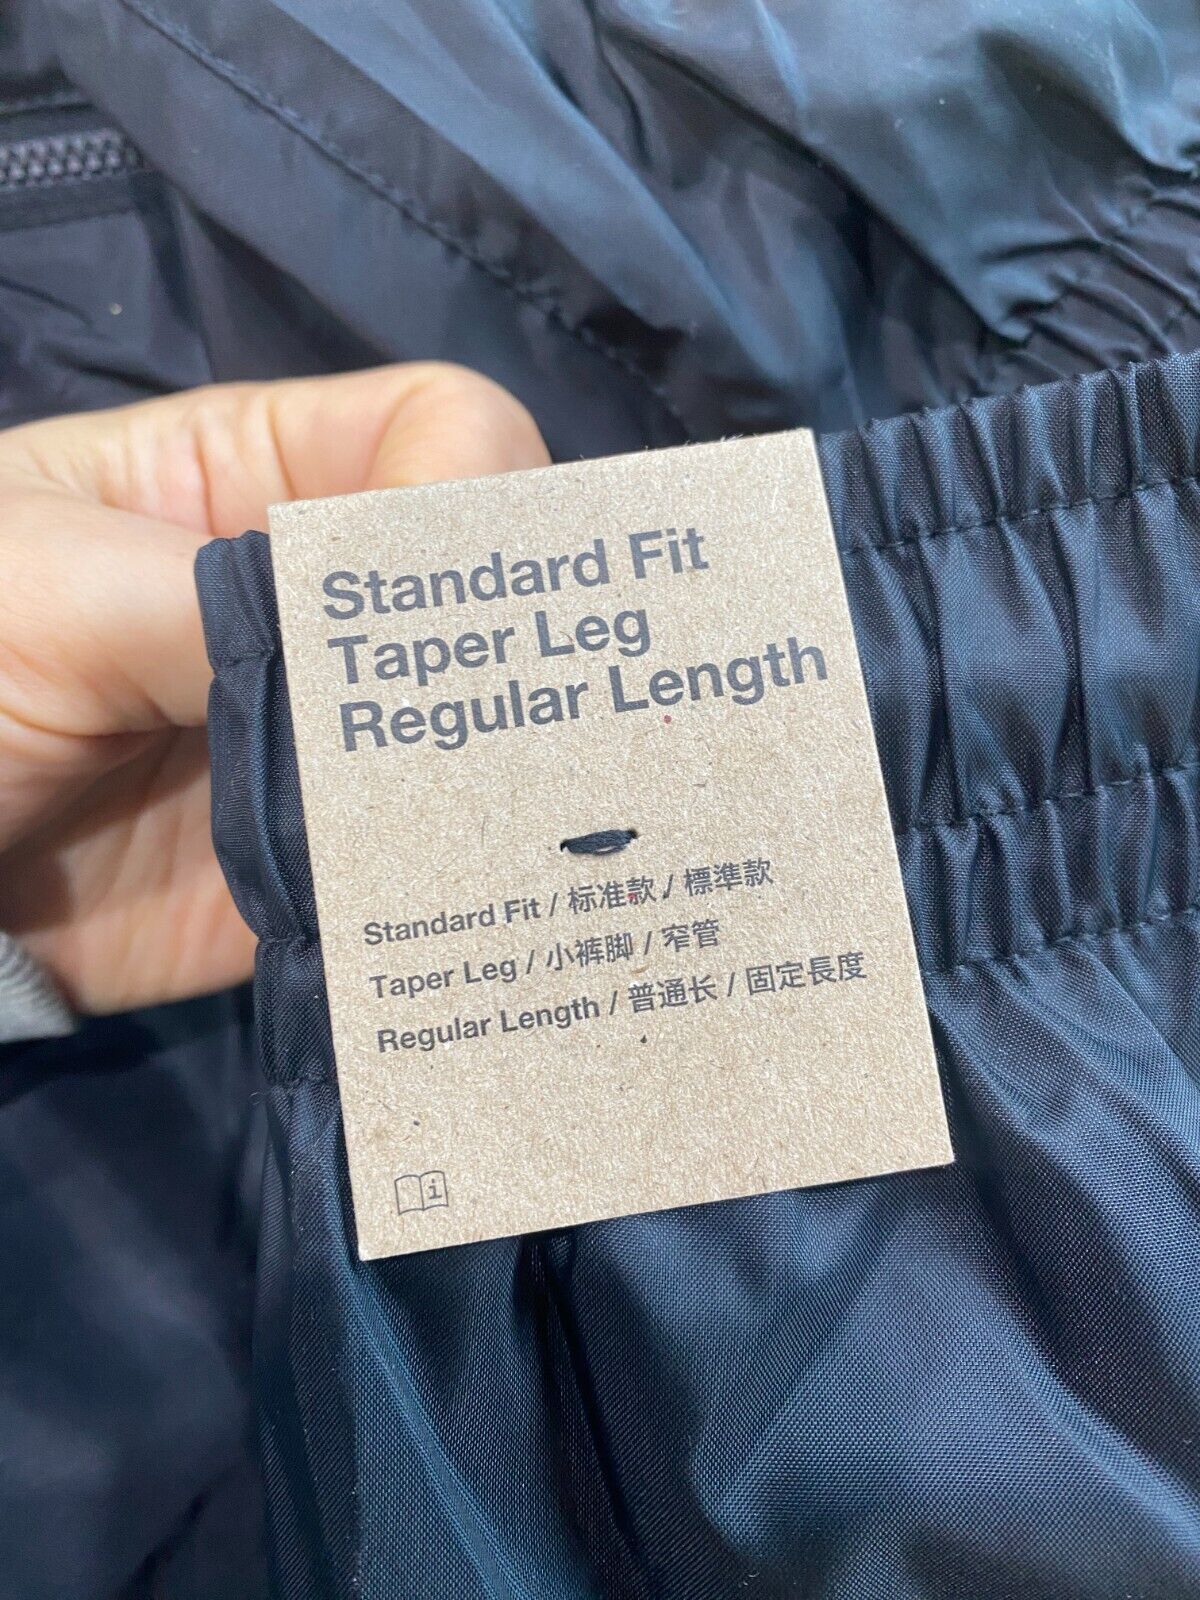 Standard Fit
Taper Leg
Regular Length
Standard Fit / 标准款 / 標準款
Taper Leg / 小裤脚 / 窄管
Regular Length / 普通长 / 固定長度
i